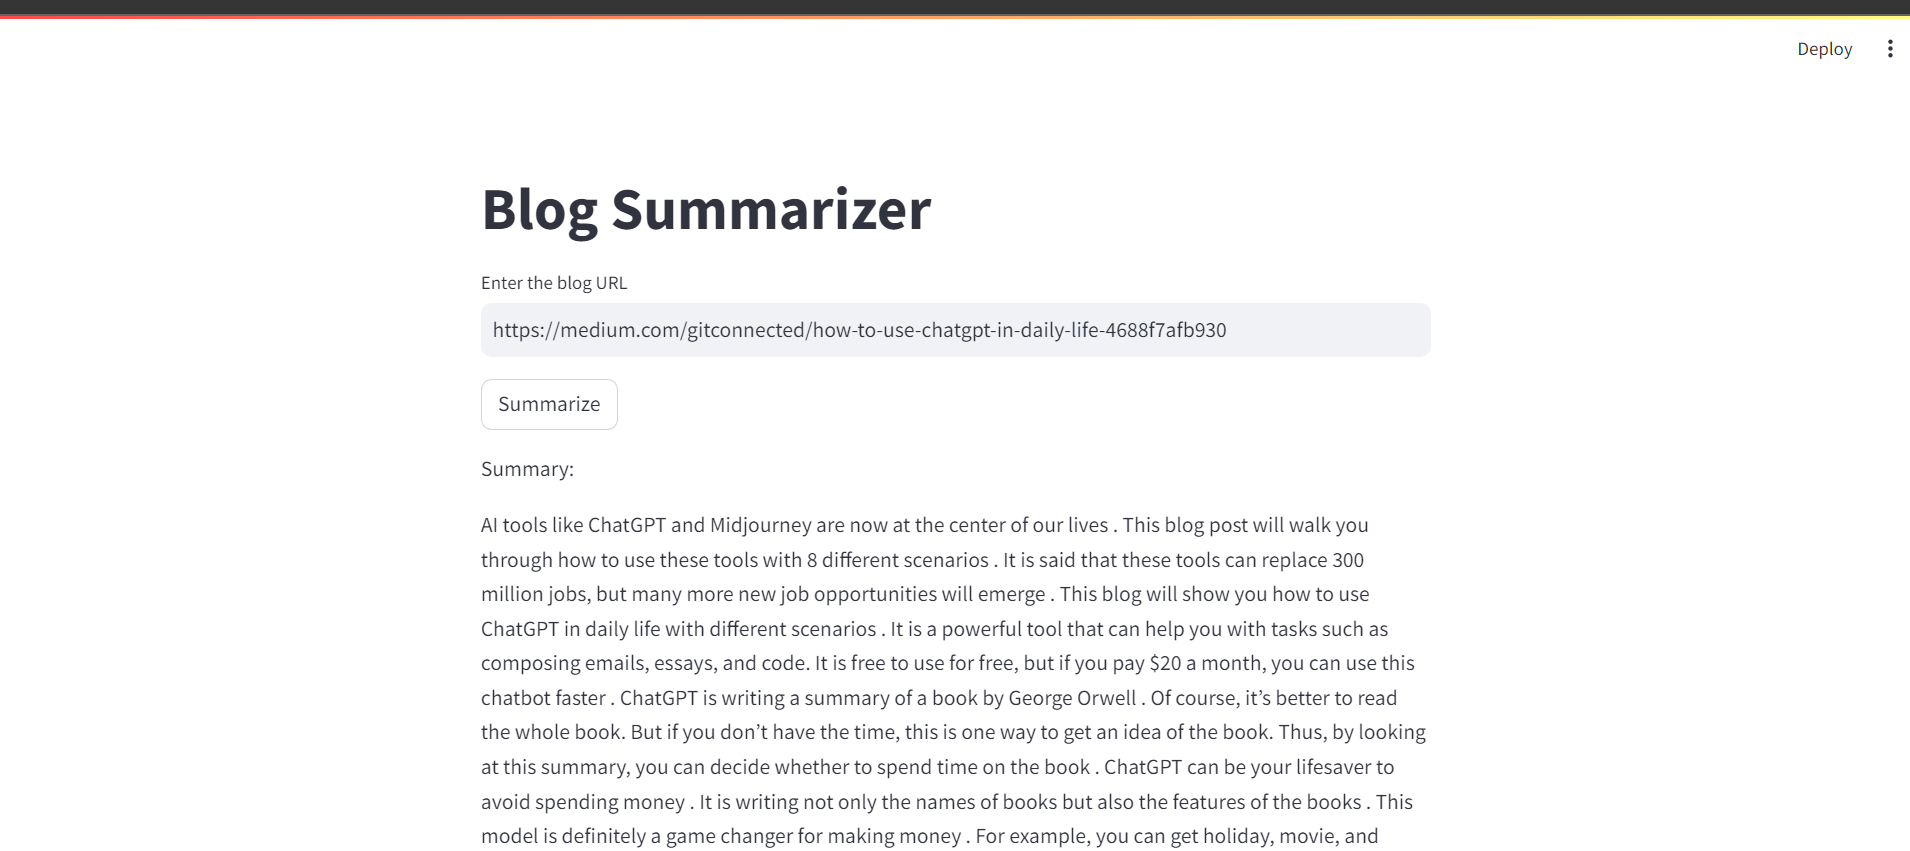 Deploy
Blog Summarizer
Enter the blog URL
https://medium.com/gitconnected/how-to-use-chatgpt-in-daily-life-4688f7afb930
Summarize
Summary:
AI tools like ChatGPT and Midjourney are now at the center of our lives . This blog post will walk you
through how to use these tools with 8 different scenarios . It is said that these tools can replace 300
million jobs, but many more new job opportunities will emerge . This blog will show you how to use
ChatGPT in daily life with different scenarios . It is a powerful tool that can help you with tasks such as
composing emails, essays, and code. It is free to use for free, but if you pay $20 a month, you can use this
chatbot faster . ChatGPT is writing a summary of a book by George Orwell . Of course, it’s better to read
the whole book. But if you don’t have the time, this is one way to get an idea of the book. Thus, by looking
at this summary, you can decide whether to spend time on the book . ChatGPT can be your lifesaver to
avoid spending money . It is writing not only the names of books but also the features of the books . This
model is definitely a game changer for making money . For example, you can get holiday, movie, and